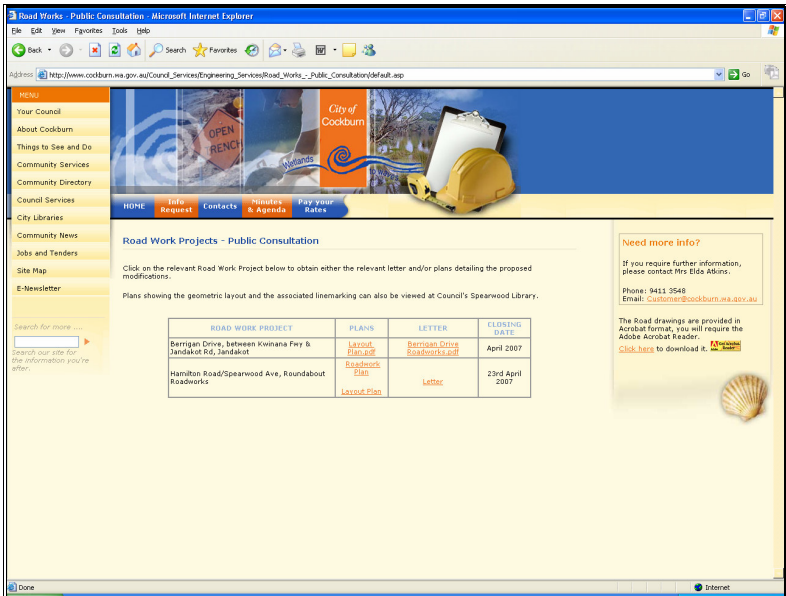 Road Works - Public Consultation - Microsoft Internet Explorer
File Edit View Favorites Tools Help
Back Search Favorites
Address http://www.cockburn.wa.gov.au/Council_Services/Engineering_Services/Road_Works_-_Public_Consultation/default.asp Go
MENU
Your Council
About Cockburn
Things to See and Do
Community Services
Community Directory
Council Services
City Libraries
Community News
Jobs and Tenders
Site Map
E-Newsletter
Search for more ....
Search our site for
the information you're
after.
OPEN
RENCH
City of
Cockburn
Wetlands
to waves
HOME
Info
Request
Contacts
Minutes
& Agenda
Pay your
Rates
Road Work Projects - Public Consultation
Click on the relevant Road Work Project below to obtain either the relevant letter and/or plans detailing the proposed
modifications.
Plans showing the geometric layout and the associated linemarking can also be viewed at Council's Spearwood Library.
ROAD WORK PROJECT PLANS LETTER CLOSING
DATE
Berrigan Drive, between Kwinana Fwy &
Jandakot Rd, Jandakot
Layout
Plan.pdf
Berrigan Drive
Roadworks.pdf
April 2007
Hamilton Road/Spearwood Ave, Roundabout
Roadworks
Roadwork
Plan
Layout Plan
Letter
23rd April
2007
Need more info?
If you require further information,
please contact Mrs Elda Atkins.
Phone: 9411 3548
Email: Customer@cockburn.wa.gov.au
The Road drawings are provided in
Acrobat format, you will require the
Adobe Acrobat Reader.
Click here to download it.
Done
Internet